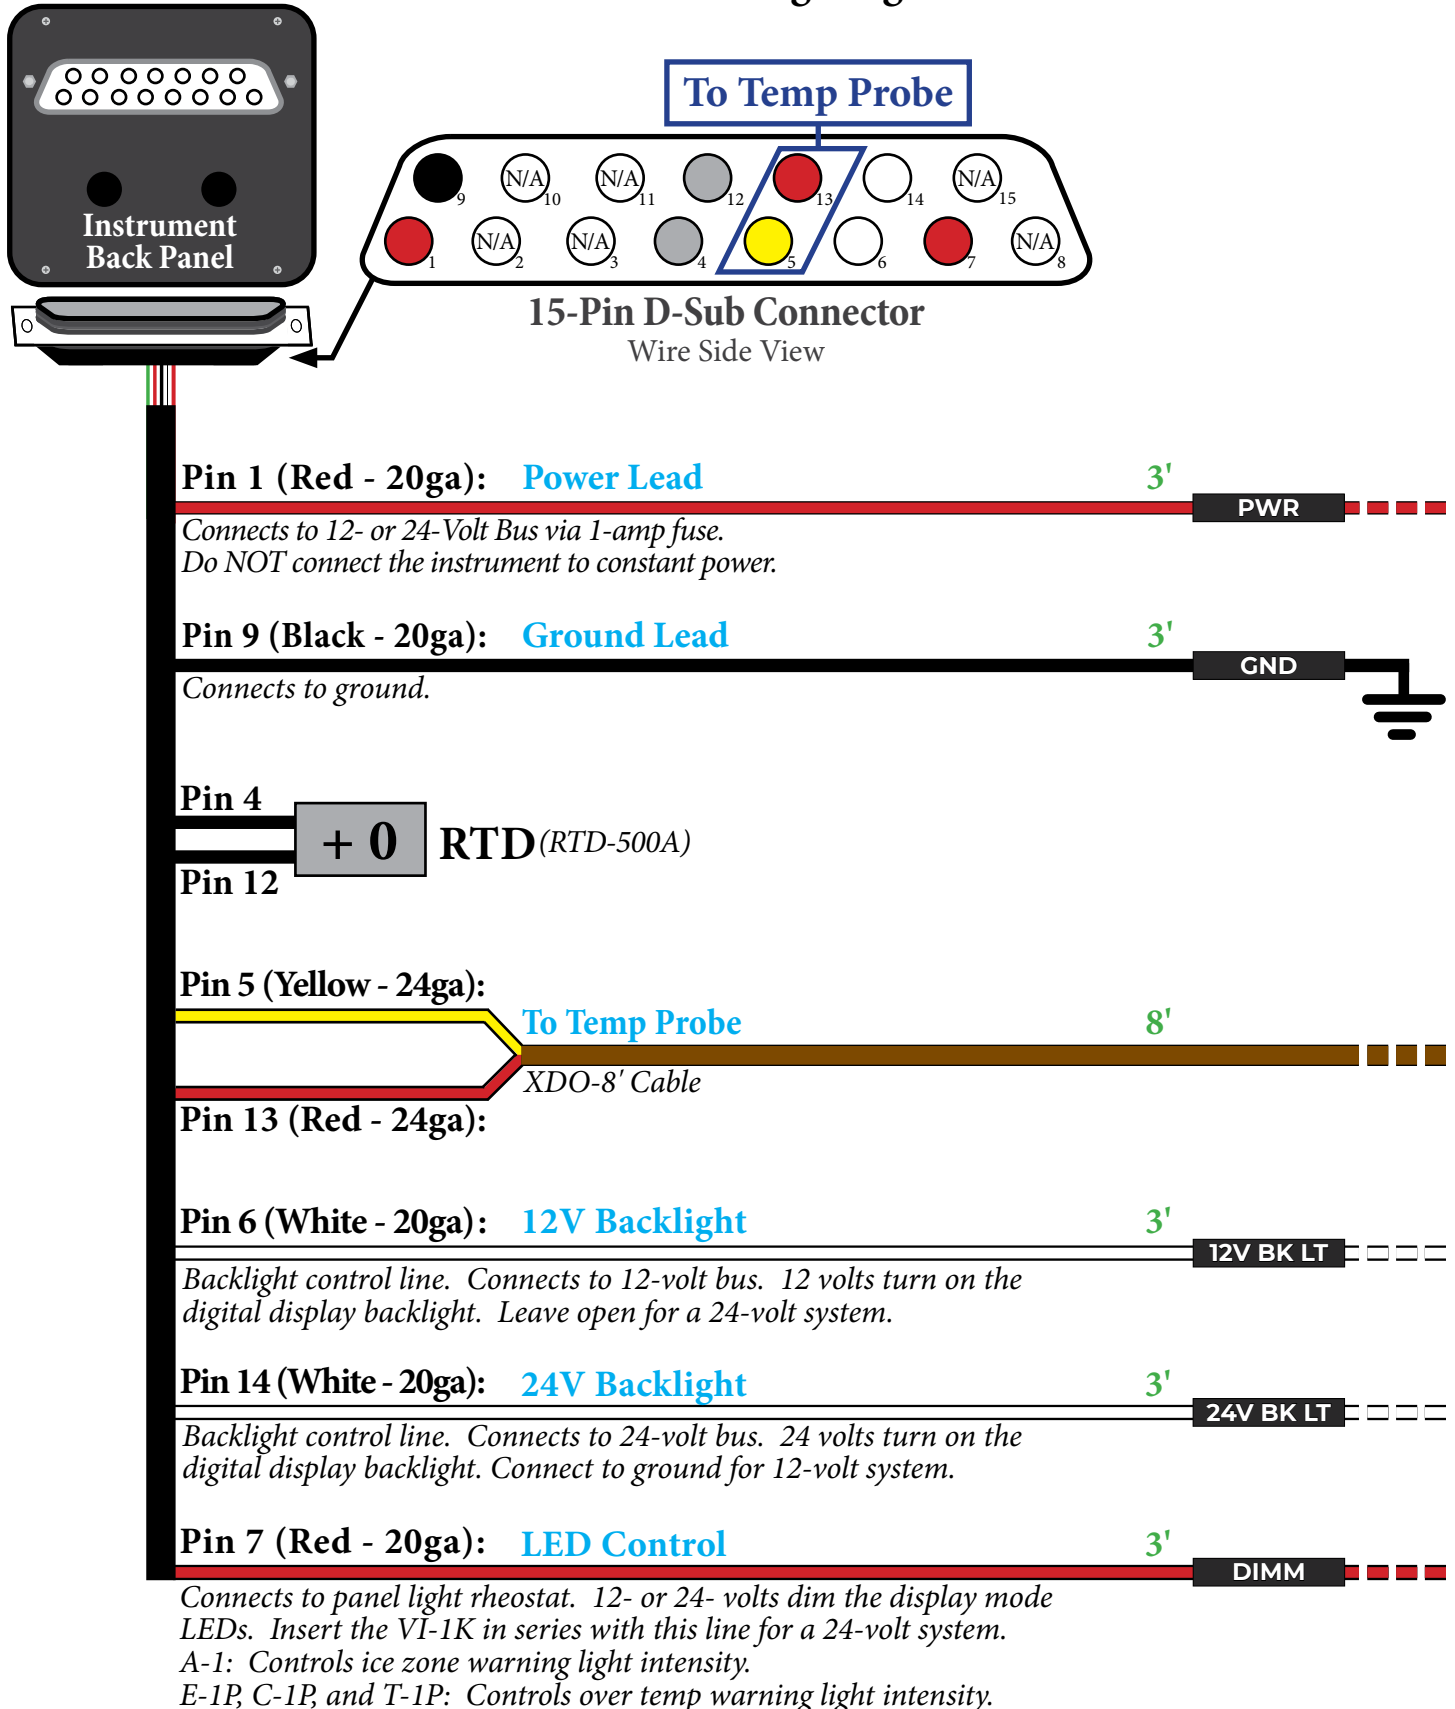 To Temp Probe
N/A
N/A
N/A
9
10
11
12
13
14
15
N/A
N/A
N/A
1
2
3
4
5
6
7
8
Instrument
Back Panel
15-Pin D-Sub Connector
Wire Side View
Pin 1 (Red - 20ga): Power Lead 3'
PWR
Connects to 12- or 24-Volt Bus via 1-amp fuse.
Do NOT connect the instrument to constant power.
Pin 9 (Black - 20ga): Ground Lead 3'
GND
Connects to ground.
Pin 4
+ 0 RTD (RTD-500A)
Pin 12
Pin 5 (Yellow - 24ga):
To Temp Probe 8'
XDO-8' Cable
Pin 13 (Red - 24ga):
Pin 6 (White - 20ga): 12V Backlight 3'
12V BK LT
Backlight control line. Connects to 12-volt bus. 12 volts turn on the
digital display backlight. Leave open for a 24-volt system.
Pin 14 (White - 20ga): 24V Backlight 3'
24V BK LT
Backlight control line. Connects to 24-volt bus. 24 volts turn on the
digital display backlight. Connect to ground for 12-volt system.
Pin 7 (Red - 20ga): LED Control 3'
DIMM
Connects to panel light rheostat. 12- or 24- volts dim the display mode
LEDs. Insert the VI-1K in series with this line for a 24-volt system.
A-1: Controls ice zone warning light intensity.
E-1P, C-1P, and T-1P: Controls over temp warning light intensity.